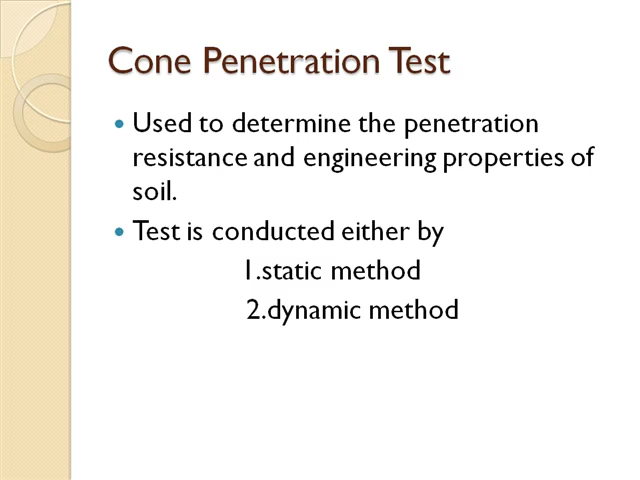 Cone Penetration Test
• Used to determine the penetration
resistance and engineering properties of
soil.
• Test is conducted either by
1.static method
2.dynamic method